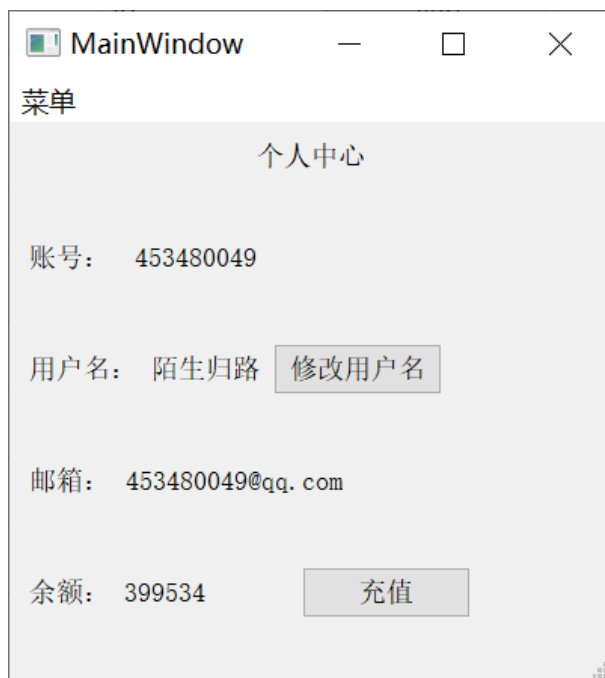 MainWindow
菜单
个人中心
账号： 453480049
用户名： 陌生归路 修改用户名
邮箱： 453480049@qq.com
余额： 399534 充值